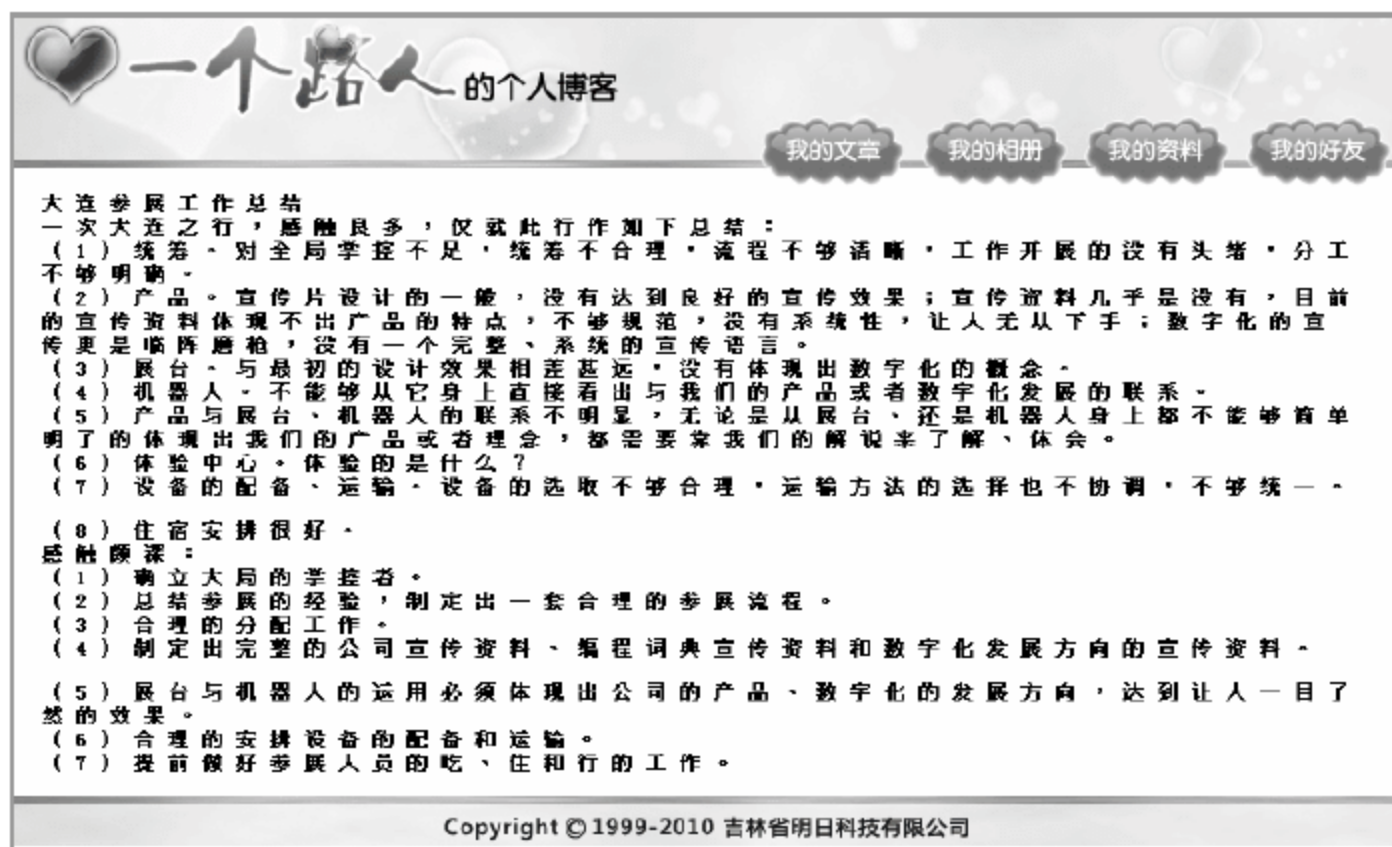 一个路人的个人博客
我的文章 我的相册 我的资料 我的好友
大连参展工作总结
一次大连之行，感触良多，仅就此行作如下总结：
（1）统筹。对全局掌控不足，统筹不合理，流程不够清晰，工作开展的没有头绪，分工
不够明确。
（2）产品。宣传片设计的一般，没有达到良好的宣传效果；宣传资料几乎是没有，目前
的宣传资料体现不出产品的特点，不够规范，没有系统性，让人无从下手；数字化的宣
传更是临阵磨枪，没有一个完整、系统的宣传语言。
（3）展台。与最初的设计效果相差甚远，没有体现出数字化的概念。
（4）机器人。不能够从它身上直接看出与我们的产品或者数字化发展的联系。
（5）产品与展台、机器人的联系不明显，无论是从展台、还是机器人身上都不能够简单
明了的体现出我们的产品或者理念，都需要靠我们的解说来了解、体会。
（6）体验中心。体验的是什么？
（7）设备的配备、运输。设备的选取不够合理，运输方法的选择也不协调，不够统一。
（8）住宿安排很好。
感触颇深：
（1）确立大局的掌控者。
（2）总结参展的经验，制定出一套合理的参展流程。
（3）合理的分配工作。
（4）制定出完整的公司宣传资料、编程词典宣传资料和数字化发展方向的宣传资料。
（5）展台与机器人的运用必须体现出公司的产品、数字化的发展方向，达到让人一目了
然的效果。
（6）合理的安排设备的配备和运输。
（7）提前做好参展人员的吃、住和行的工作。
Copyright © 1999-2010 吉林省明日科技有限公司